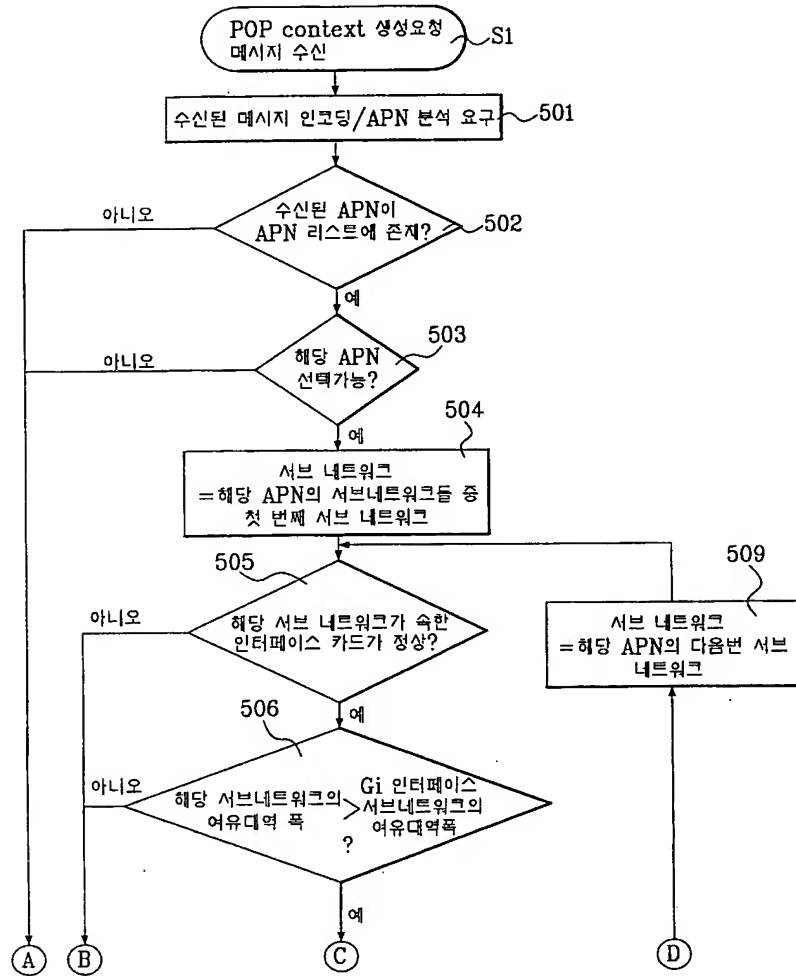 POP context 생성요청
메시지 수신
S1
수신된 메시지 인코딩/APN 분석 요구
501
수신된 APN이
APN 리스트에 존재?
502
아니오
예
해당 APN
선택가능?
503
아니오
예
504
서브 네트워크
=해당 APN의 서브네트워크들 중
첫 번째 서브 네트워크
505
해당 서브 네트워크가 속한
인터페이스 카드가 정상?
아니오
예
509
서브 네트워크
=해당 APN의 다음번 서브
네트워크
506
해당 서브네트워크의
여유대역 폭
>
Gi 인터페이스
서브네트워크의
여유대역폭
?
아니오
예
A
B
C
D